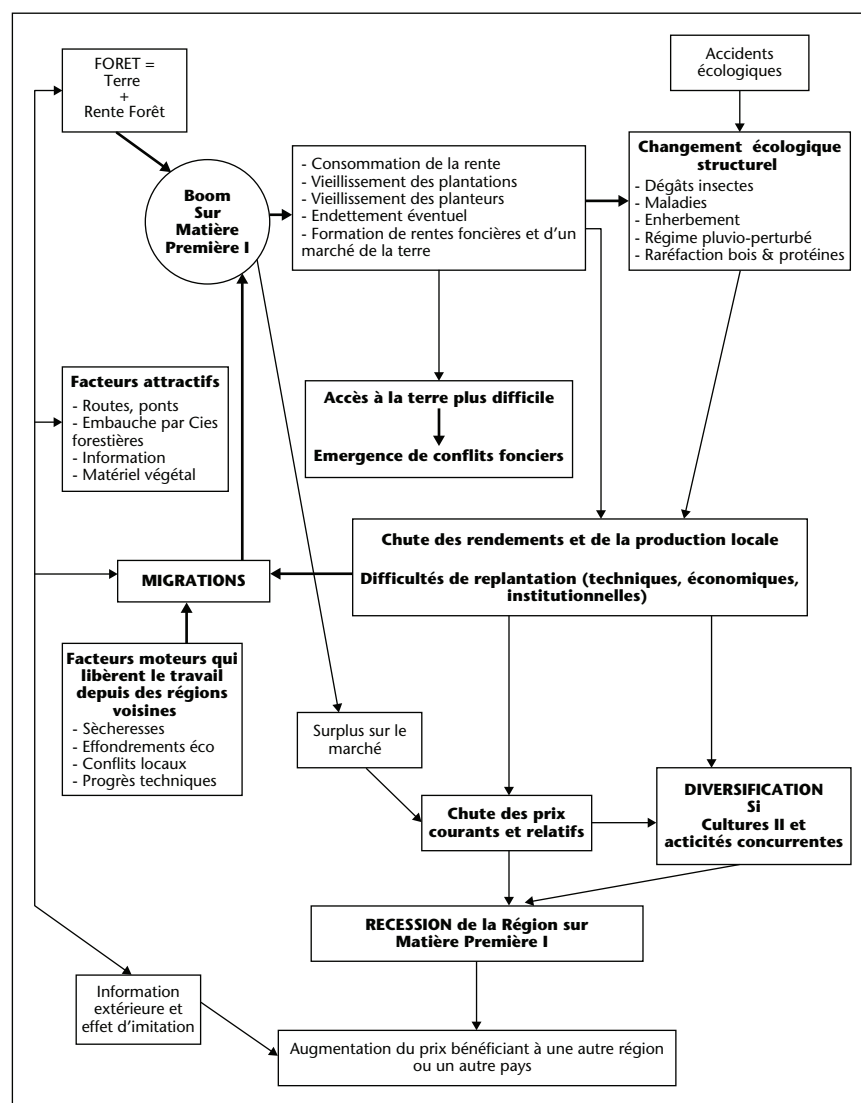 FORET =
Terre
+
Rente Forêt
Accidents
écologiques
Boom
Sur
Matière
Première I
- Consommation de la rente
- Vieillissement des plantations
- Vieillissement des planteurs
- Endettement éventuel
- Formation de rentes foncières et d'un
marché de la terre
Changement écologique
structurel
- Dégâts insectes
- Maladies
- Enherbement
- Régime pluvio-perturbé
- Raréfaction bois & protéines
Facteurs attractifs
- Routes, ponts
- Embauche par Cies
forestières
- Information
- Matériel végétal
Accès à la terre plus difficile
Emergence de conflits fonciers
Chute des rendements et de la production locale
Difficultés de replantation (techniques, économiques,
institutionnelles)
MIGRATIONS
Facteurs moteurs qui
libèrent le travail
depuis des régions
voisines
- Sècheresses
- Effondrements éco
- Conflits locaux
- Progrès techniques
Surplus sur le
marché
Chute des prix
courants et relatifs
DIVERSIFICATION
Si
Cultures II et
acticités concurrentes
RECESSION de la Région sur
Matière Première I
Information
extérieure et
effet d'imitation
Augmentation du prix bénéficiant à une autre région
ou un autre pays